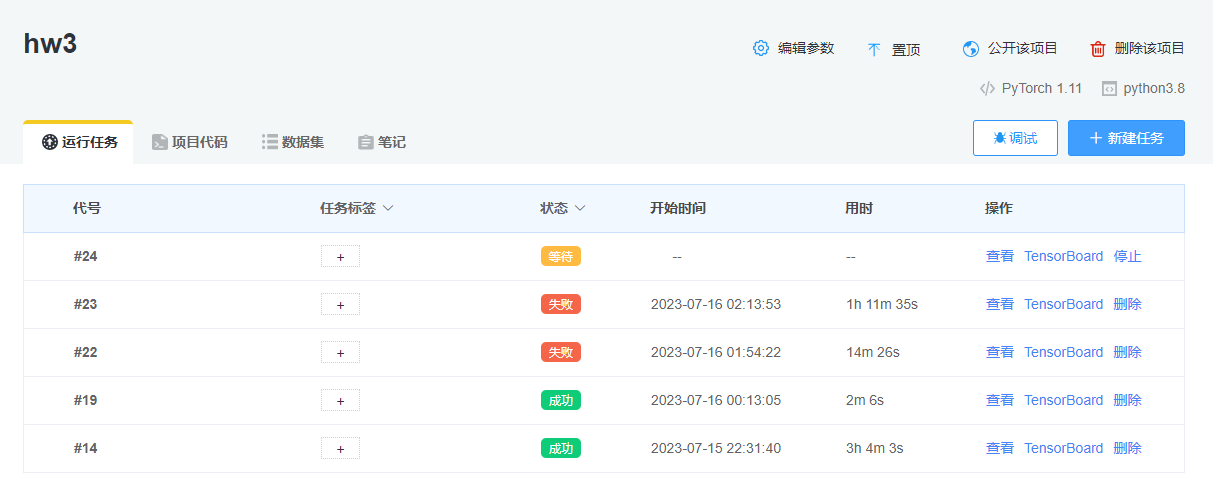 hw3
编辑参数 置顶 公开该项目 删除该项目
PyTorch 1.11 python3.8
运行任务 项目代码 数据集 笔记 调试 + 新建任务
代号 任务标签 状态 开始时间 用时 操作
#24 + 等待 -- -- 查看 TensorBoard 停止
#23 + 失败 2023-07-16 02:13:53 1h 11m 35s 查看 TensorBoard 删除
#22 + 失败 2023-07-16 01:54:22 14m 26s 查看 TensorBoard 删除
#19 + 成功 2023-07-16 00:13:05 2m 6s 查看 TensorBoard 删除
#14 + 成功 2023-07-15 22:31:40 3h 4m 3s 查看 TensorBoard 删除